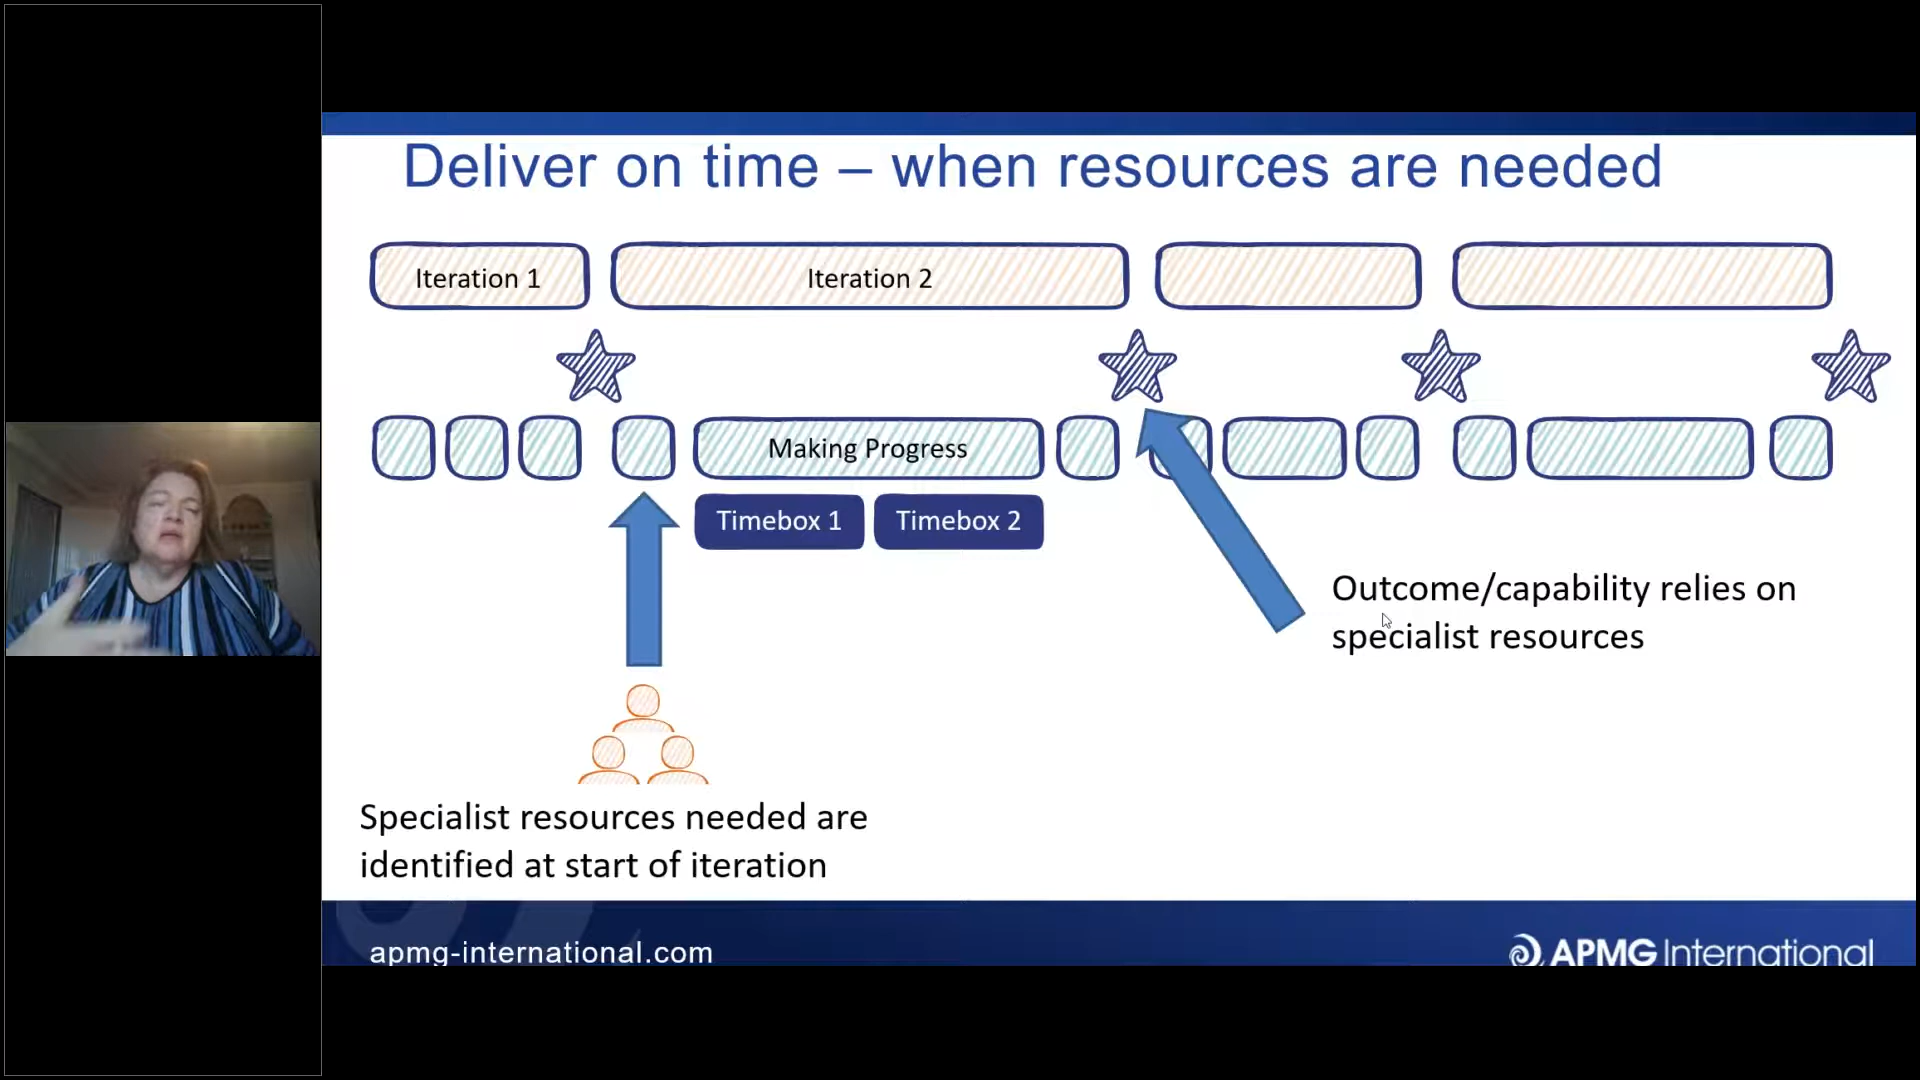 Deliver on time – when resources are needed
Iteration 1
Iteration 2
Making Progress
Timebox 1
Timebox 2
Outcome/capability relies on
specialist resources
Specialist resources needed are
identified at start of iteration
apmg-international.com
APMG International